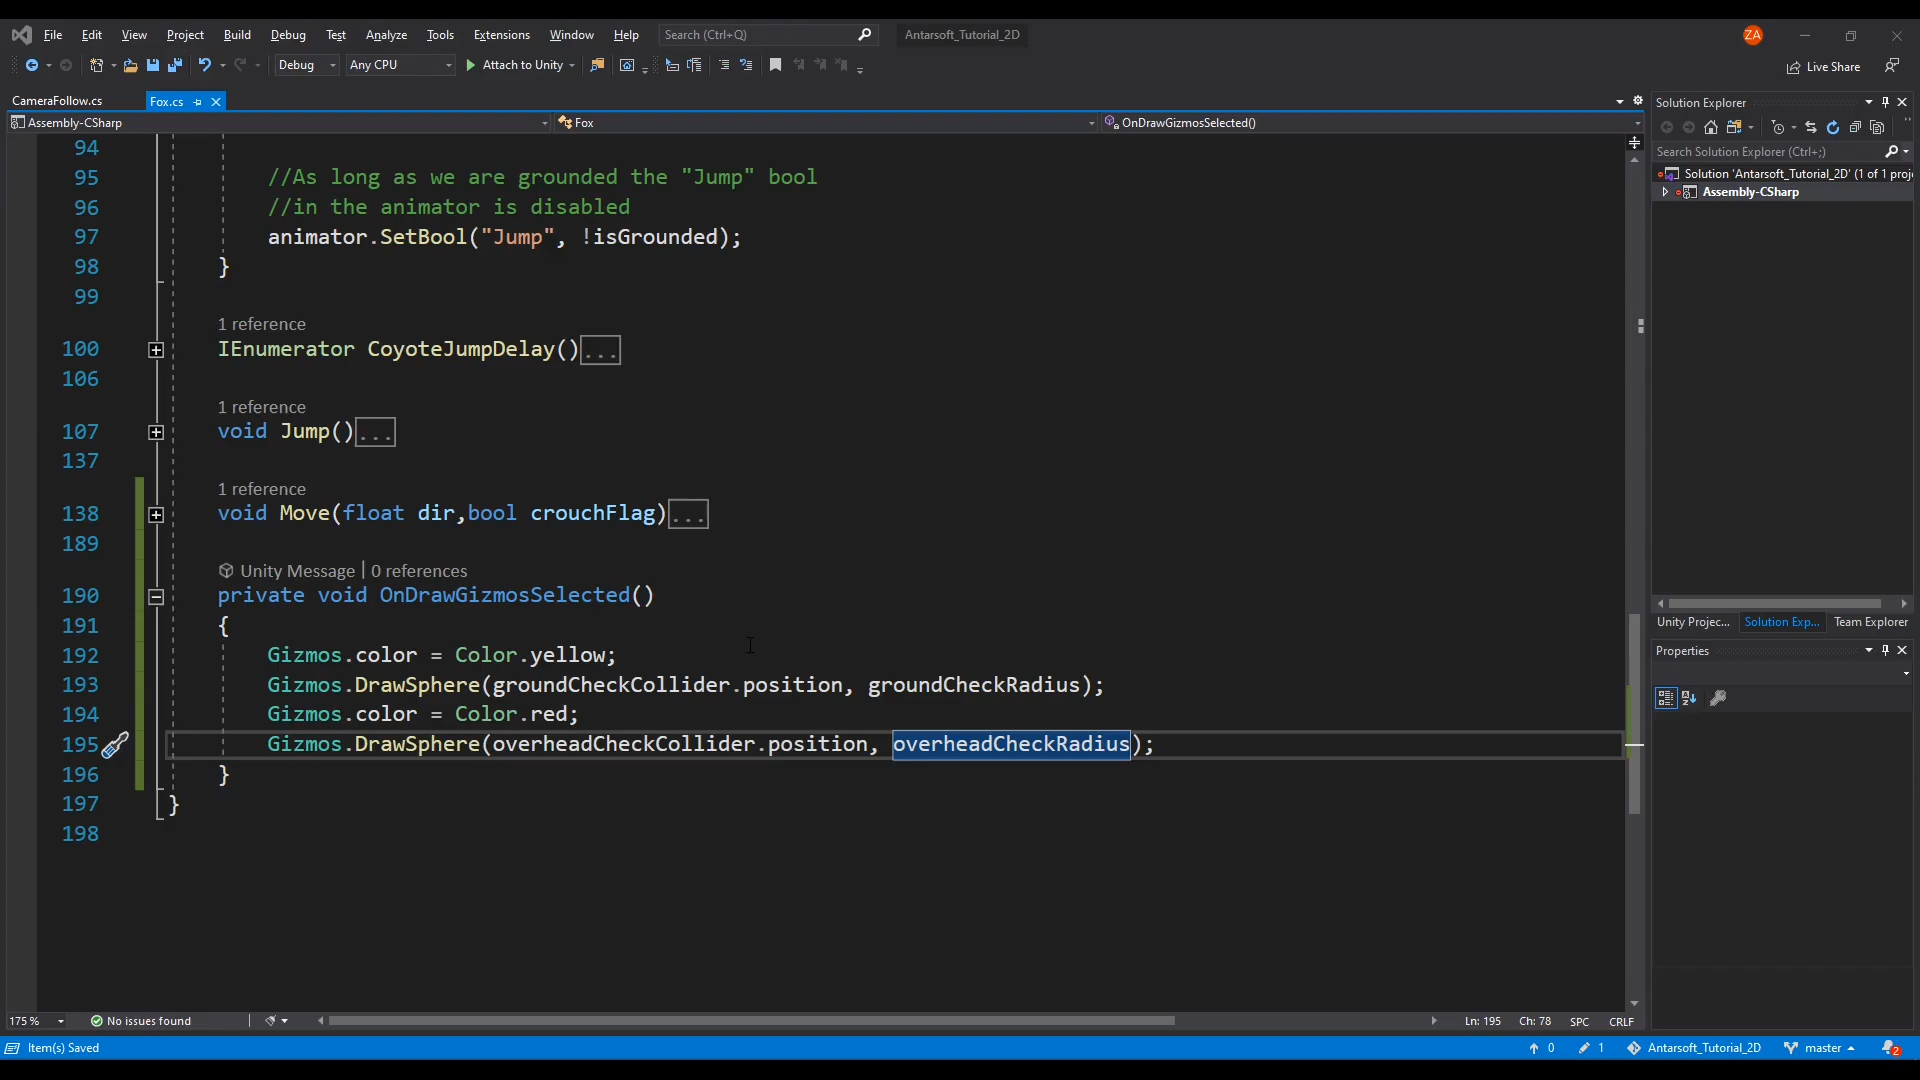 File Edit View Project Build Debug Test Analyze Tools Extensions Window Help Search (Ctrl+Q) Antarsoft_Tutorial_2D ZA
Debug Any CPU Attach to Unity Live Share
CameraFollow.cs Fox.cs
Assembly-CSharp Fox OnDrawGizmosSelected()
94
95 //As long as we are grounded the "Jump" bool
96 //in the animator is disabled
97 animator.SetBool("Jump", !isGrounded);
98 }
99
1 reference
100 IEnumerator CoyoteJumpDelay()...
106
1 reference
107 void Jump()...
137
1 reference
138 void Move(float dir,bool crouchFlag)...
189
Unity Message | 0 references
190 private void OnDrawGizmosSelected()
191 {
192 Gizmos.color = Color.yellow;
193 Gizmos.DrawSphere(groundCheckCollider.position, groundCheckRadius);
194 Gizmos.color = Color.red;
195 Gizmos.DrawSphere(overheadCheckCollider.position, overheadCheckRadius);
196 }
197 }
198
Solution Explorer
Search Solution Explorer (Ctrl+;)
Solution 'Antarsoft_Tutorial_2D' (1 of 1 proj
Assembly-CSharp
Unity Projec... Solution Exp... Team Explorer
Properties
175 % No issues found Ln: 195 Ch: 78 SPC CRLF
Item(s) Saved 0 1 Antarsoft_Tutorial_2D master 2